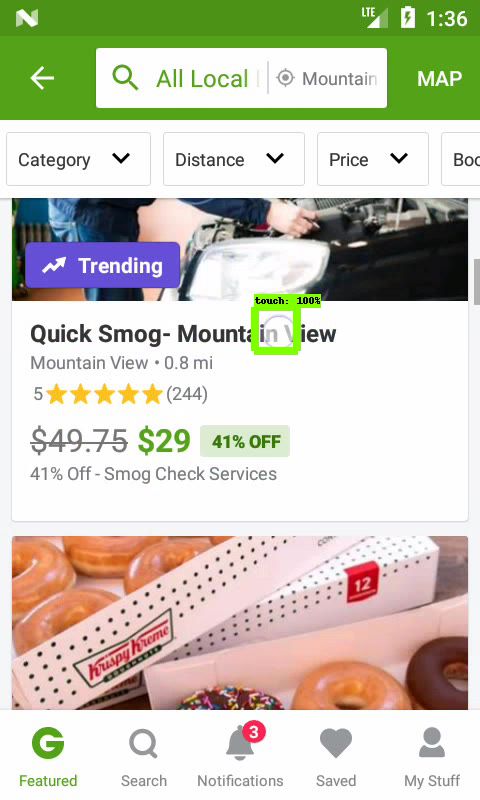 LTE 1:36
All Local Mountain MAP
Category Distance Price Boo
Trending
touch: 100%
Quick Smog- Mountain View
Mountain View • 0.8 mi
5 (244)
$49.75 $29 41% OFF
41% Off - Smog Check Services
12
Krispy Kreme
DOUGHNUTS
3
Featured Search Notifications Saved My Stuff